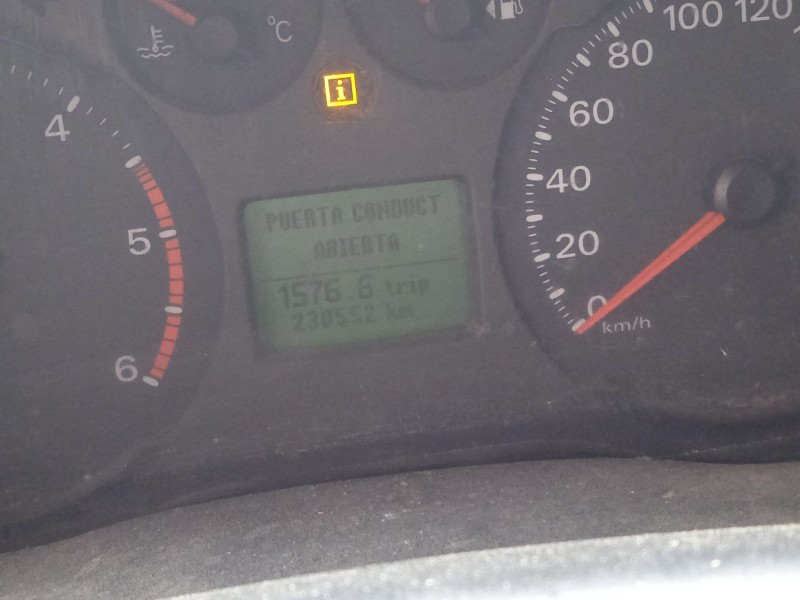 °C
100
120
80
60
40
20
0
km/h
4
5
6
i
PUERTA CONDUCT
ABIERTA
1576.6 trip
230552 km